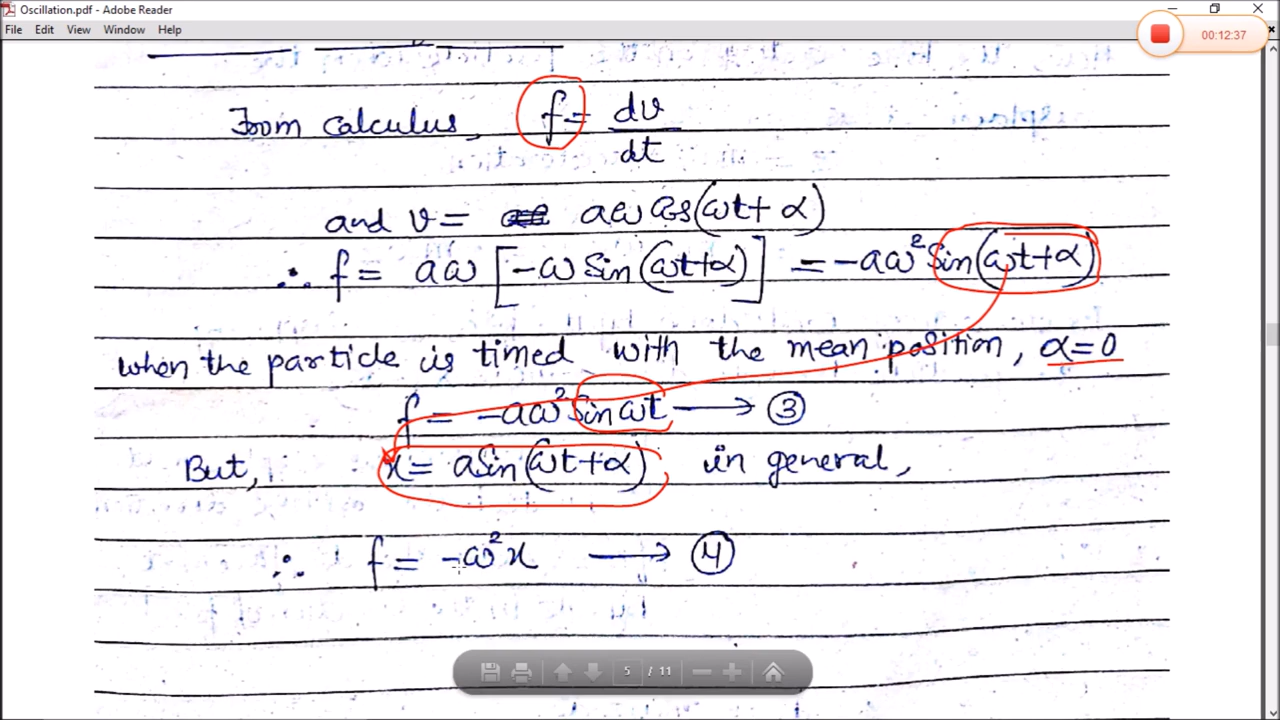 Oscillation.pdf - Adobe Reader
File Edit View Window Help
00:12:37
From calculus, f = dv/dt
and v = aω cos(ωt + α)
∴ f = aω [-ω Sin(ωt+α)] = -aω² Sin(ωt+α)
when the particle is timed with the mean position, α=0
f = -aω² Sin ωt → ③
But, x = aSin(ωt+α) in general,
∴ f = -ω²x → ④
5 / 11